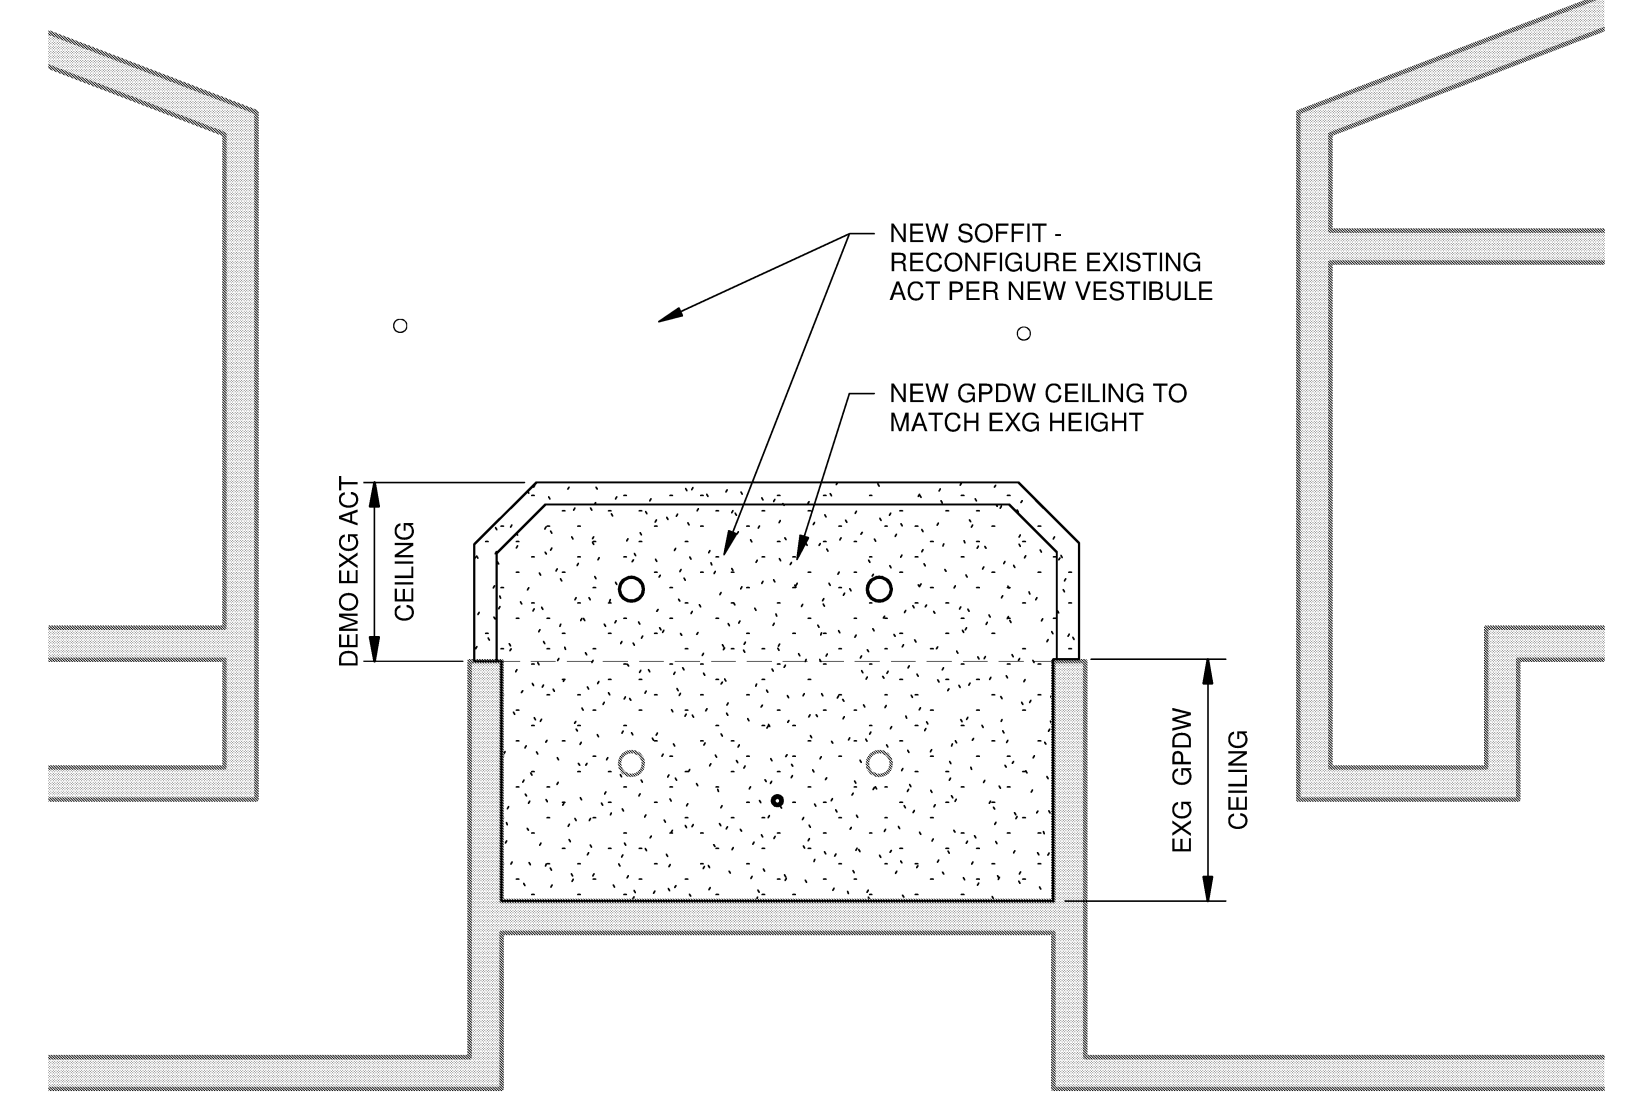 NEW SOFFIT -
RECONFIGURE EXISTING
ACT PER NEW VESTIBULE
NEW GPDW CEILING TO
MATCH EXG HEIGHT
DEMO EXG ACT
CEILING
EXG GPDW
CEILING